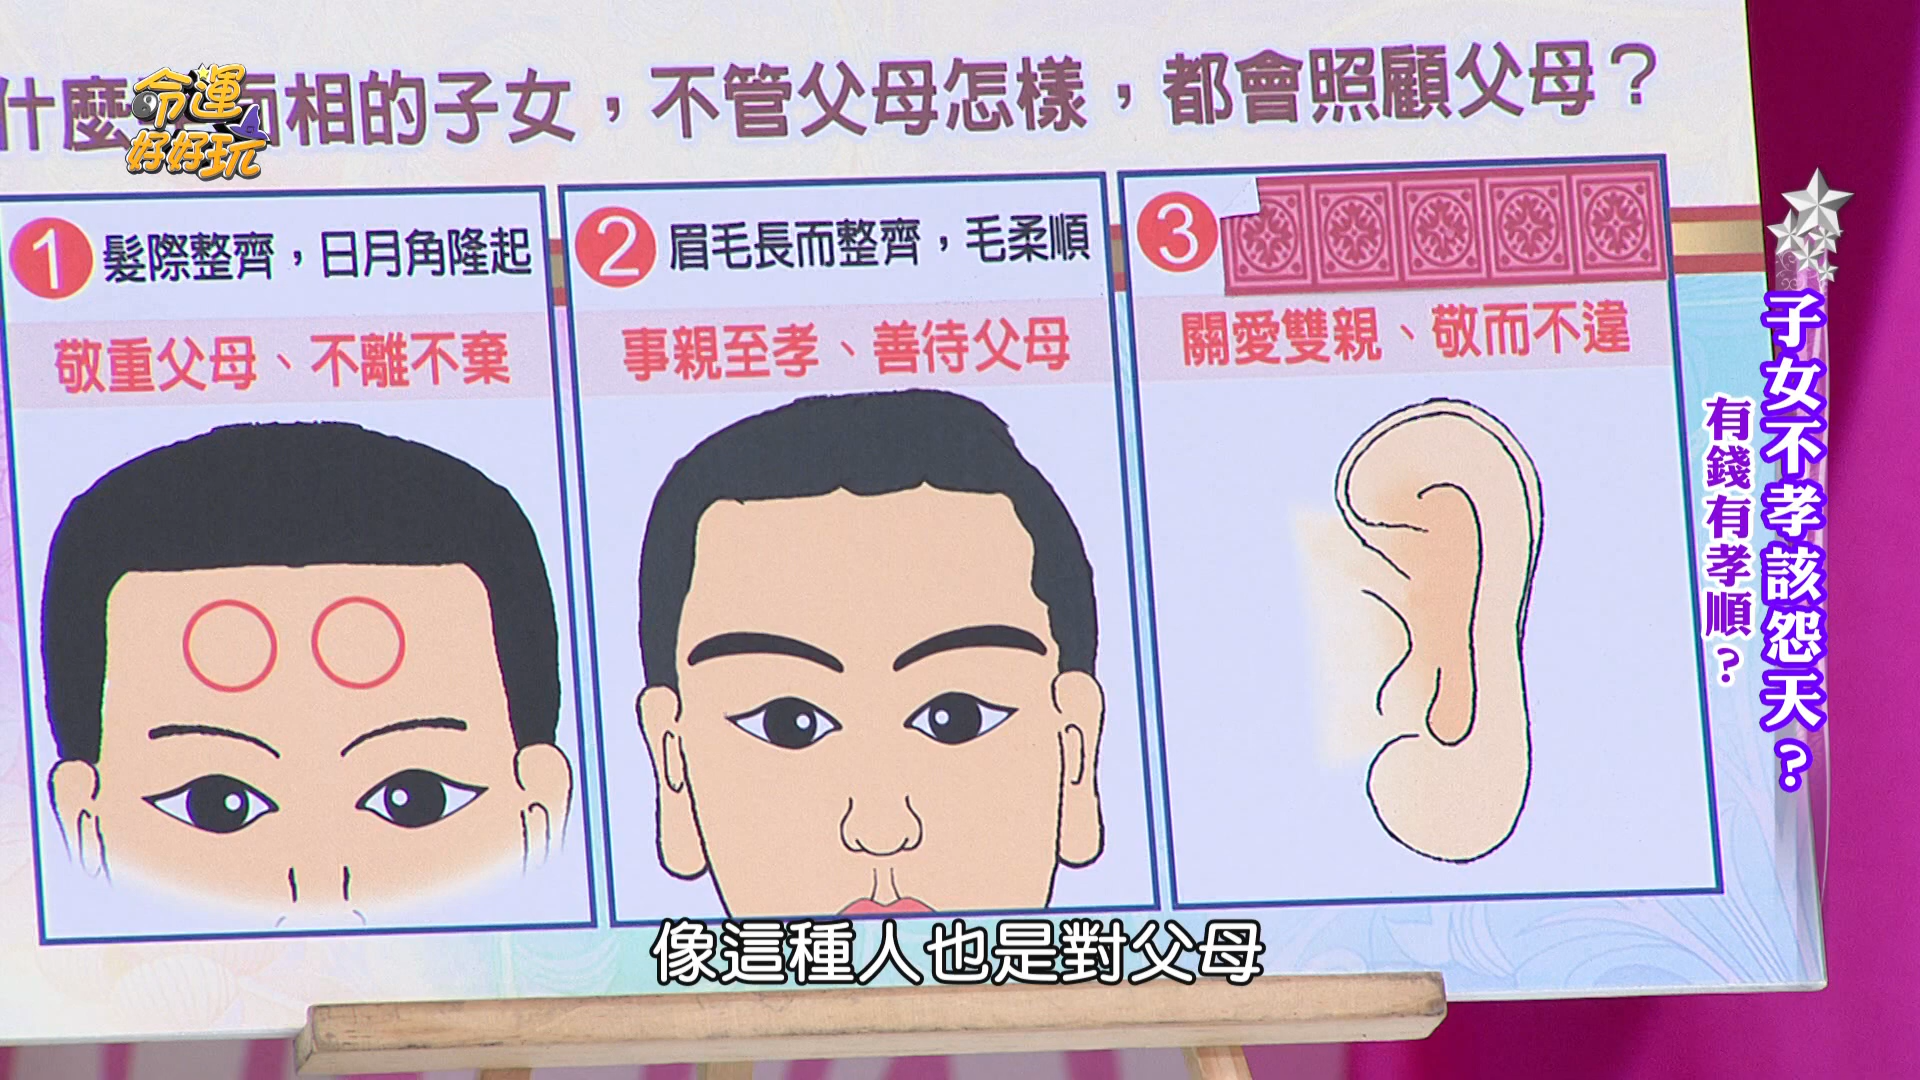 什麼面相的子女，不管父母怎樣，都會照顧父母？
命運
好好玩
1 髮際整齊，日月角隆起
敬重父母、不離不棄
2 眉毛長而整齊，毛柔順
事親至孝、善待父母
3
關愛雙親、敬而不違
子女不孝該怨天？
有錢有孝順？
像這種人也是對父母